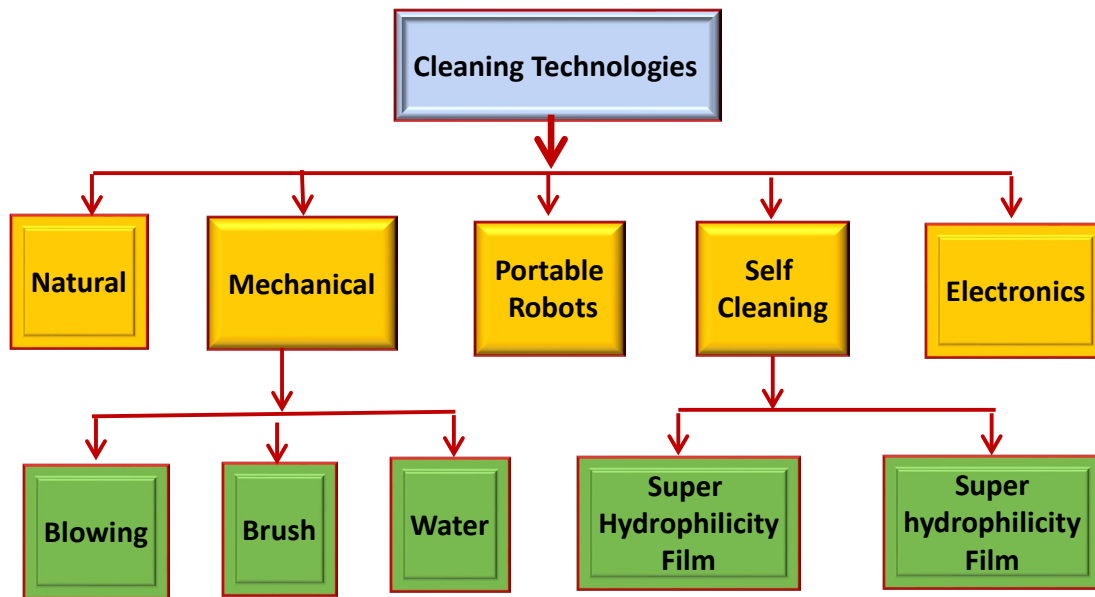 Cleaning Technologies
Natural
Mechanical
Portable
Robots
Self
Cleaning
Electronics
Blowing
Brush
Water
Super
Hydrophilicity
Film
Super
hydrophilicity
Film